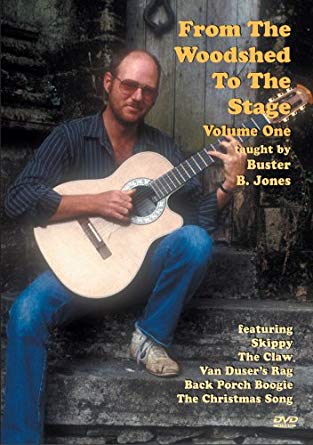 From The
Woodshed
To The
Stage
Volume One
taught by
Buster
B. Jones
featuring
Skippy
The Claw
Van Duser's Rag
Back Porch Boogie
The Christmas Song
DVD